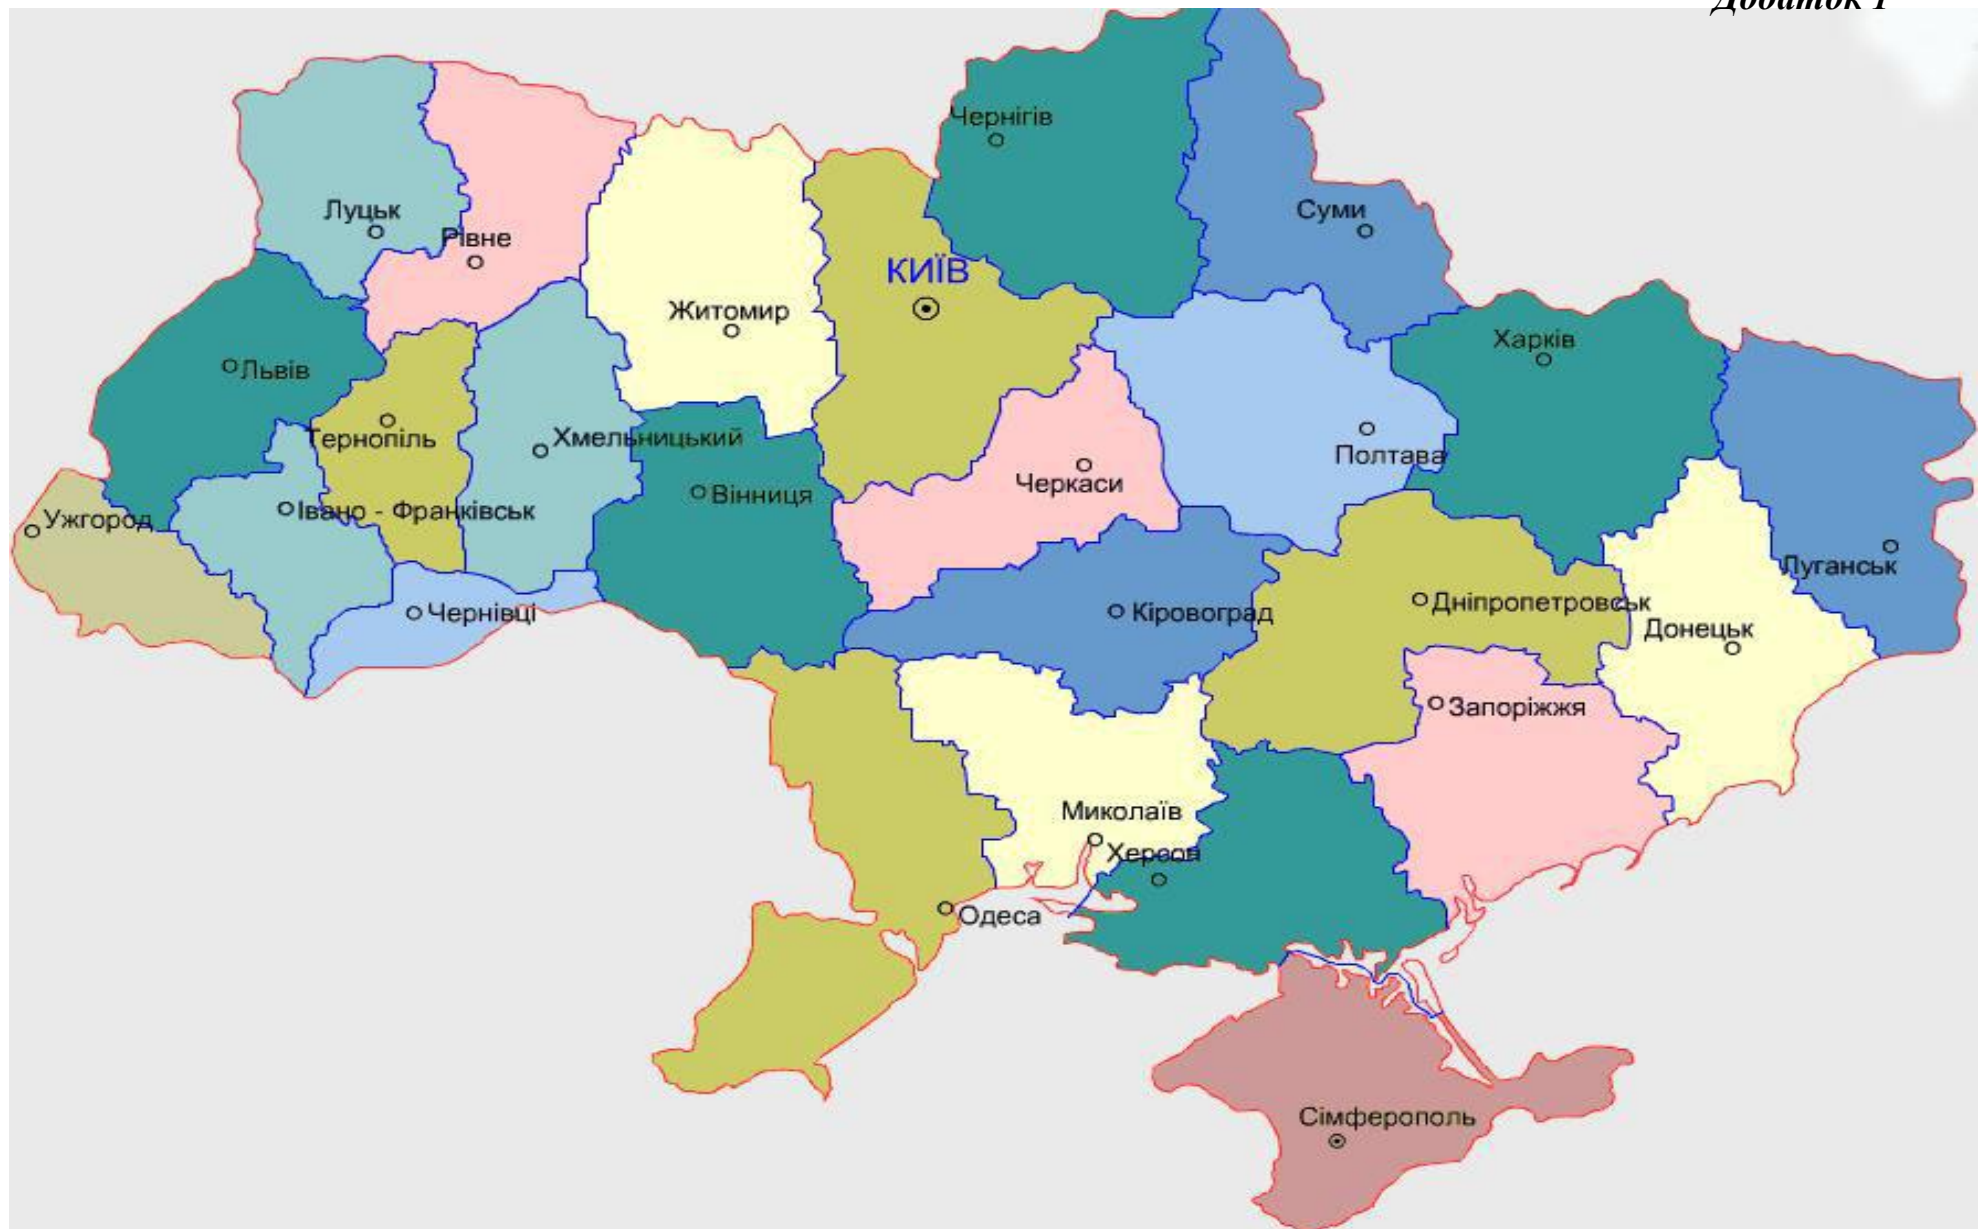 Додаток 1
Чернігів
Луцьк
Суми
Рівне
КИЇВ
Житомир
Харків
Львів
Тернопіль
Хмельницький
Полтава
Черкаси
Вінниця
Ужгород
Івано - Франківськ
Луганськ
Чернівці
Кіровоград
Дніпропетровськ
Донецьк
Запоріжжя
Миколаїв
Херсон
Одеса
Сімферополь